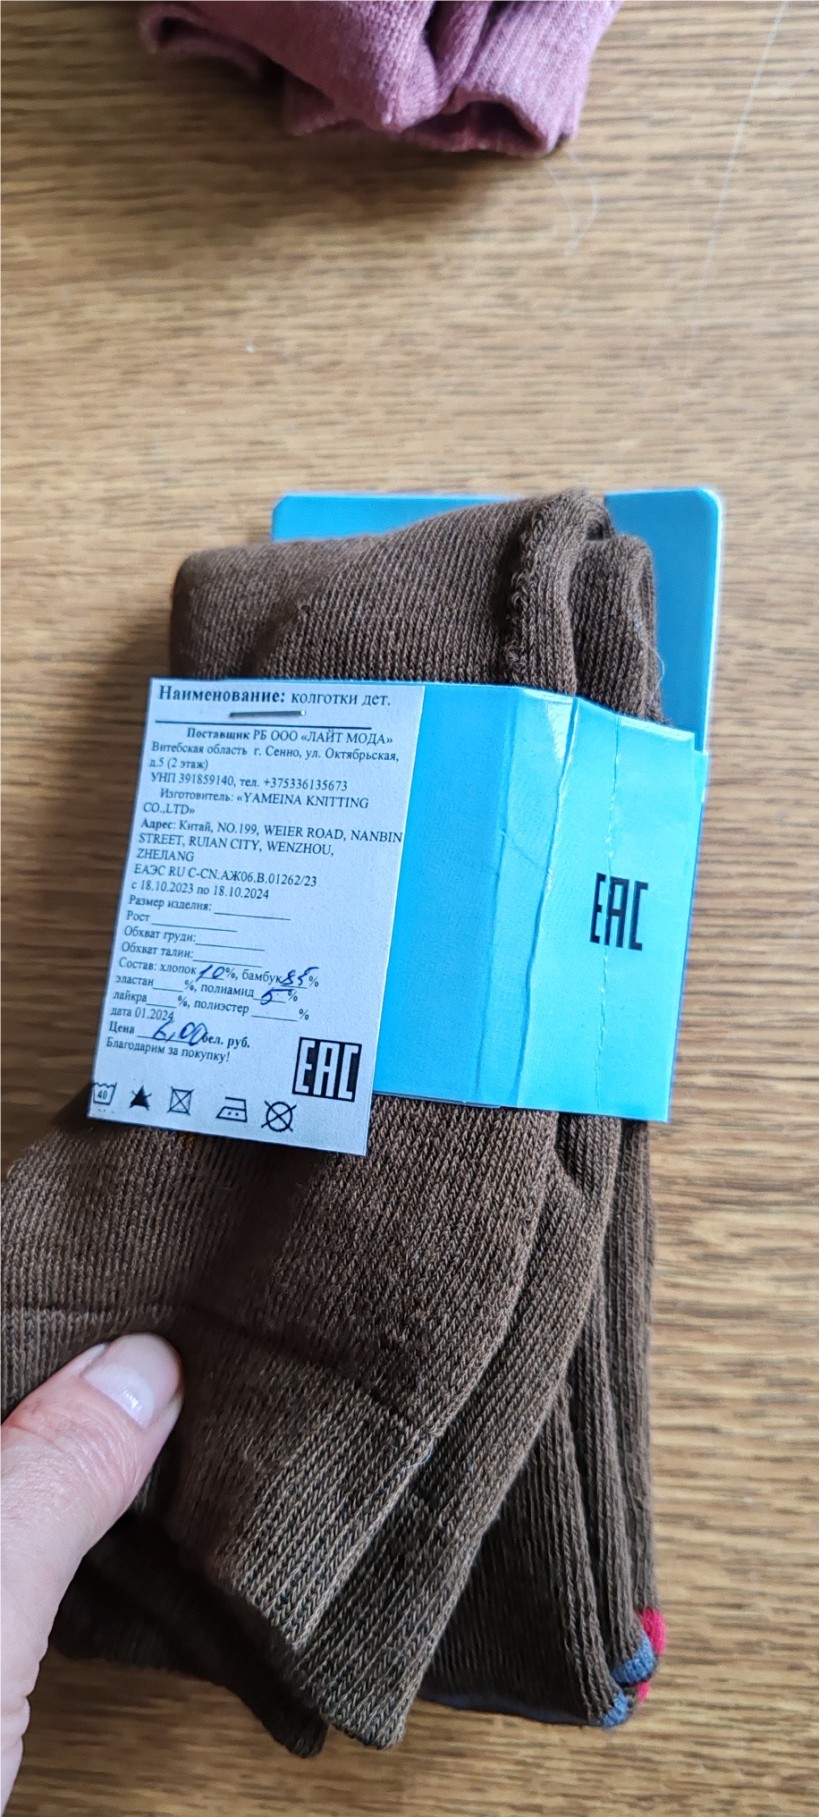 Наименование: колготки дет.
Поставщик РБ ООО «ЛАЙТ МОДА»
Витебская область г. Сенно, ул. Октябрьская,
д.5 (2 этаж)
УНП 391859140, тел. +375336135673
Изготовитель: «YAMEINA KNITTING
CO.,LTD»
Адрес: Китай, NO.199, WEIER ROAD, NANBIN
STREET, RUIAN CITY, WENZHOU,
ZHEJIANG
ЕАЭС RU C-CN.АЖ06.В.01262/23
с 18.10.2023 по 18.10.2024
Размер изделия:
Рост
Обхват груди:
Обхват талии:
Состав: хлопок 10%, бамбук 85%
эластан %, полиамид 5 %
лайкра %, полиэстер %
дата 01.2024
Цена 6,00 бел. руб.
Благодарим за покупку!
EAC
40
EAC